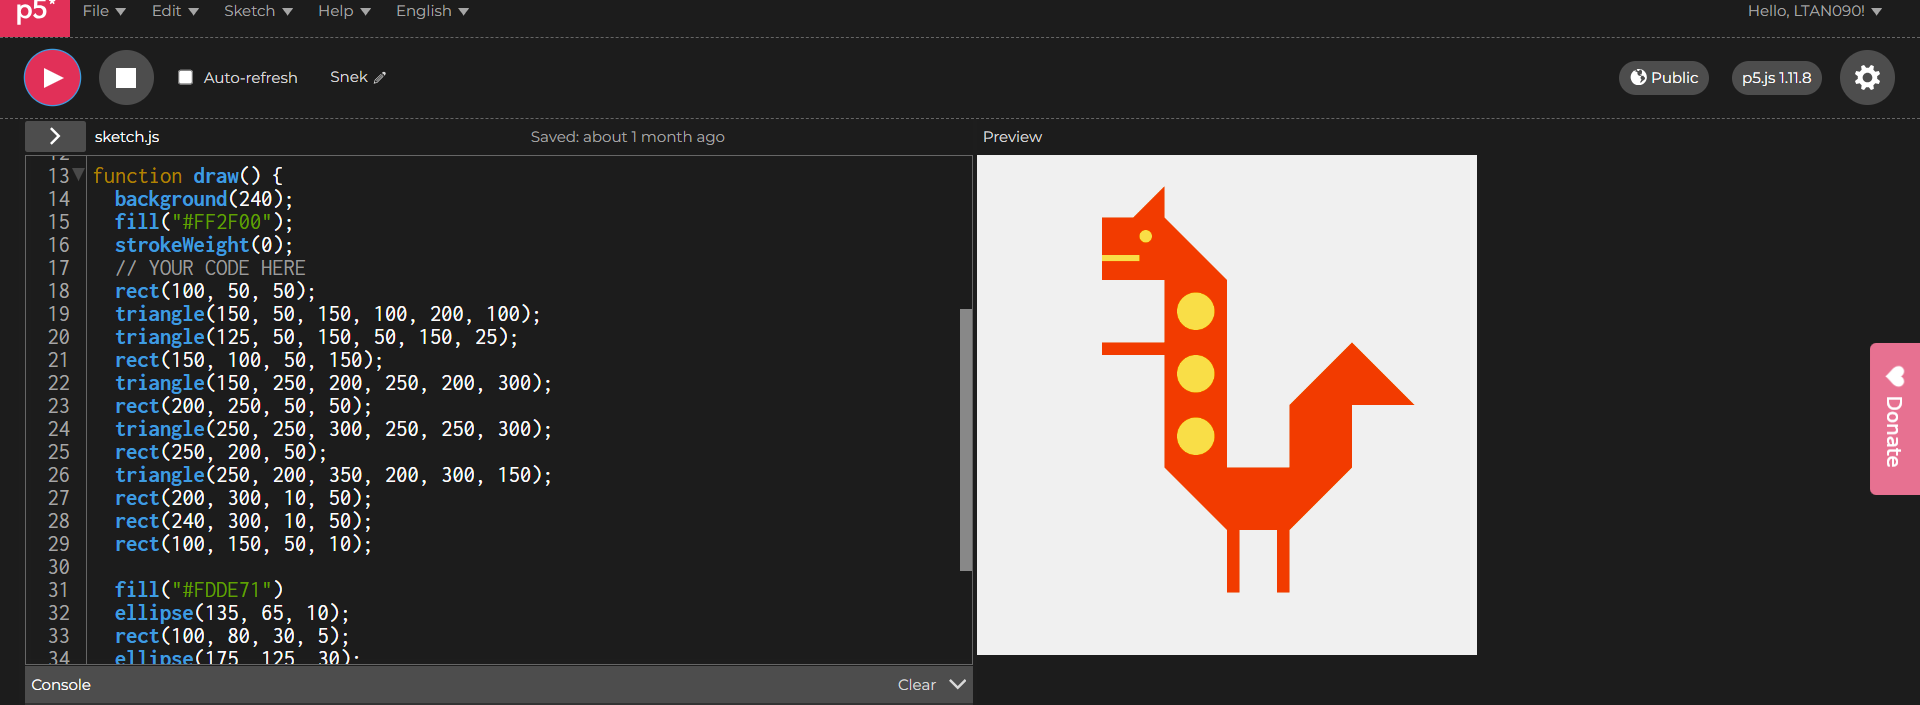 p5*
File Edit Sketch Help English Hello, LTAN090!
Auto-refresh Snek Public p5.js 1.11.8
sketch.js Saved: about 1 month ago Preview
12
13 function draw() {
14 background(240);
15 fill("#FF2F00");
16 strokeWeight(0);
17 // YOUR CODE HERE
18 rect(100, 50, 50);
19 triangle(150, 50, 150, 100, 200, 100);
20 triangle(125, 50, 150, 50, 150, 25);
21 rect(150, 100, 50, 150);
22 triangle(150, 250, 200, 250, 200, 300);
23 rect(200, 250, 50, 50);
24 triangle(250, 250, 300, 250, 250, 300);
25 rect(250, 200, 50);
26 triangle(250, 200, 350, 200, 300, 150);
27 rect(200, 300, 10, 50);
28 rect(240, 300, 10, 50);
29 rect(100, 150, 50, 10);
30
31 fill("#FDDE71")
32 ellipse(135, 65, 10);
33 rect(100, 80, 30, 5);
34 ellipse(175, 125, 30);
Console Clear
Donate